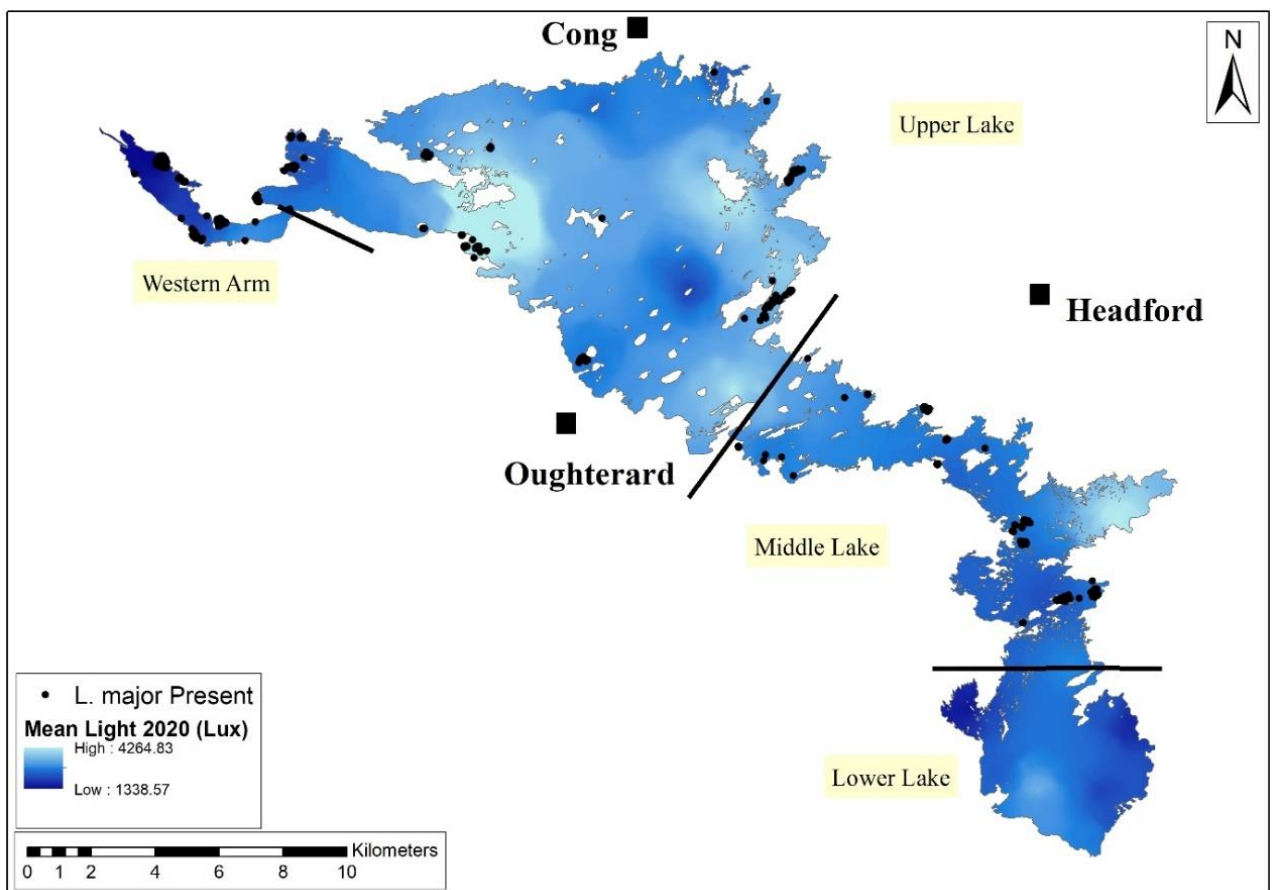 Cong
N
Upper Lake
Western Arm
Headford
Oughterard
Middle Lake
Lower Lake
L. major Present
Mean Light 2020 (Lux)
High : 4264.83
Low : 1338.57
Kilometers
0 1 2 4 6 8 10